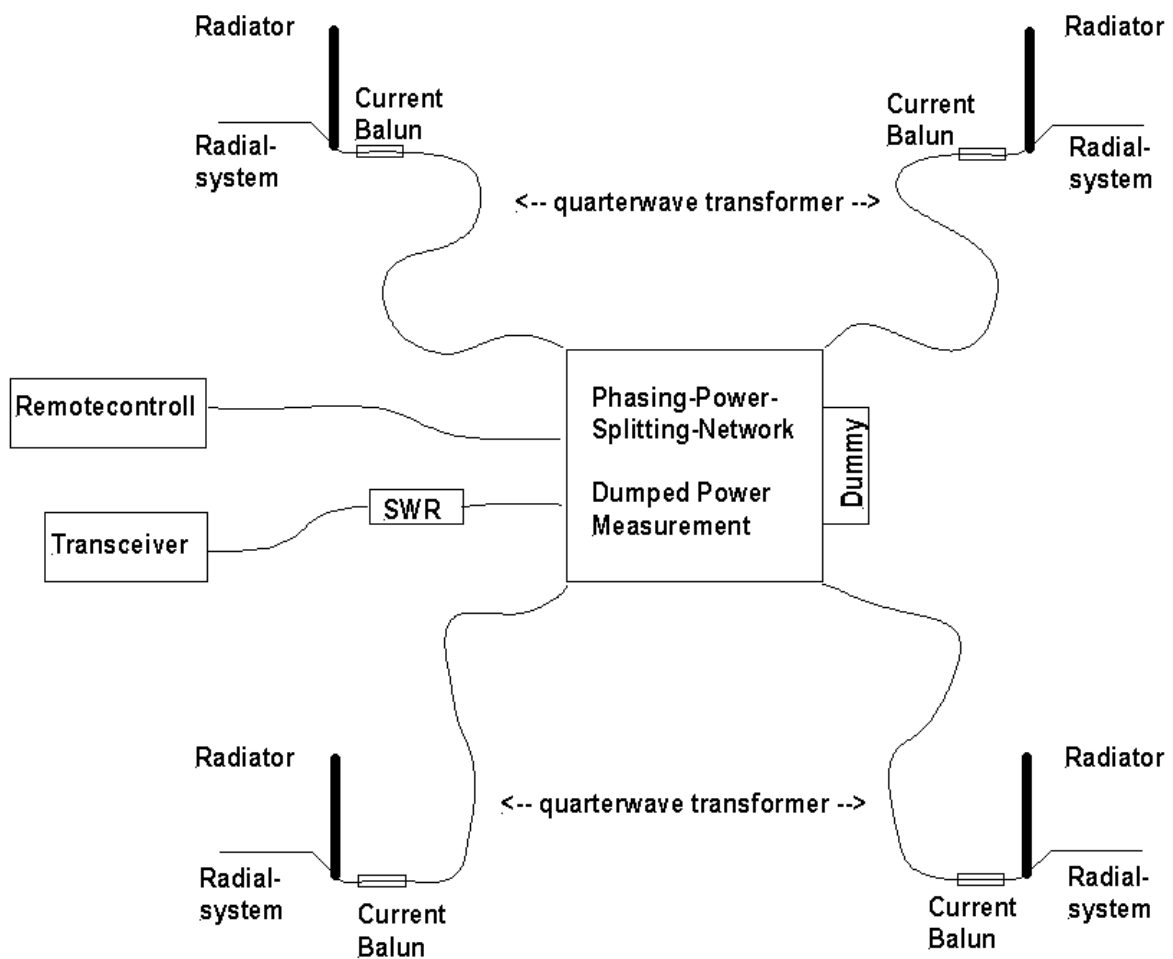 Radiator
Radiator
Current
Balun
Current
Balun
Radial-
system
Radial-
system
<-- quarterwave transformer -->
Remotecontroll
Phasing-Power-
Splitting-Network
Dummy
Dumped Power
Measurement
SWR
Transceiver
Radiator
Radiator
<-- quarterwave transformer -->
Radial-
system
Radial-
system
Current
Balun
Current
Balun